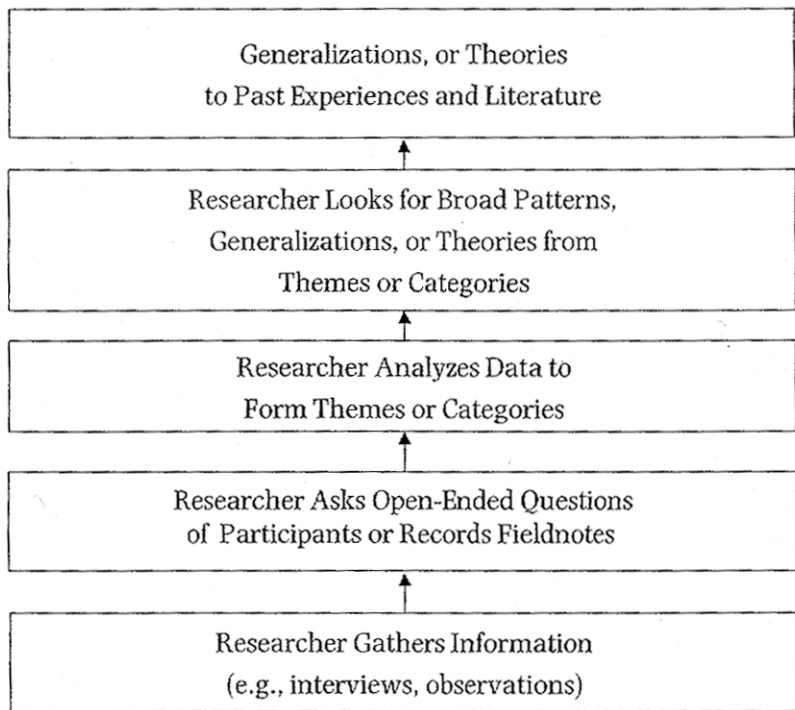 Generalizations, or Theories
to Past Experiences and Literature
Researcher Looks for Broad Patterns,
Generalizations, or Theories from
Themes or Categories
Researcher Analyzes Data to
Form Themes or Categories
Researcher Asks Open-Ended Questions
of Participants or Records Fieldnotes
Researcher Gathers Information
(e.g., interviews, observations)